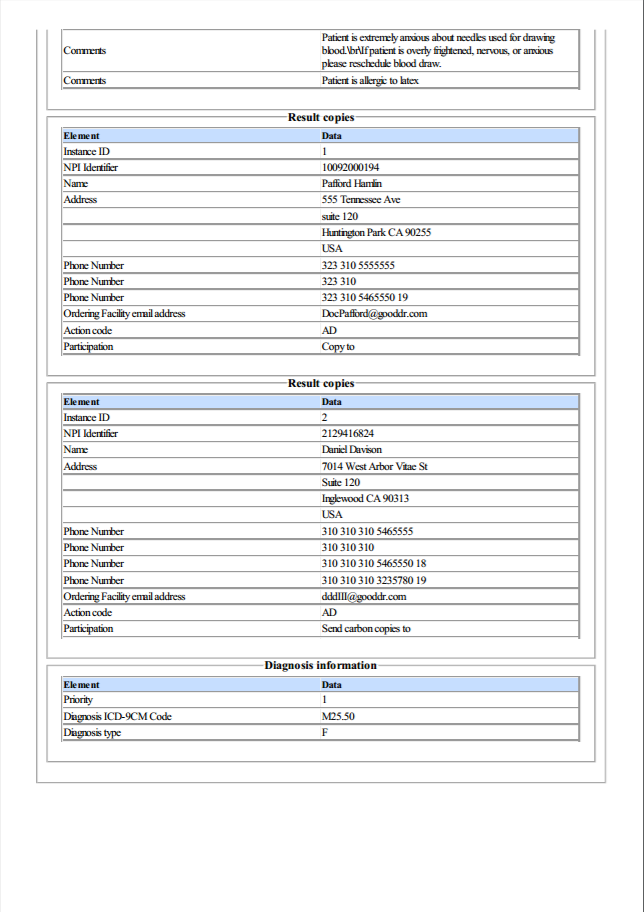 Comments Patient is extremely anxious about needles used for drawing
blood.\br\If patient is overly frightened, nervous, or anxious
please reschedule blood draw.
Comments Patient is allergic to latex
Result copies
Element Data
Instance ID 1
NPI Identifier 10092000194
Name Pafford Hamlin
Address 555 Tennessee Ave
suite 120
Huntington Park CA 90255
USA
Phone Number 323 310 5555555
Phone Number 323 310
Phone Number 323 310 5465550 19
Ordering Facility email address DocPafford@gooddr.com
Action code AD
Participation Copy to
Result copies
Element Data
Instance ID 2
NPI Identifier 2129416824
Name Daniel Davison
Address 7014 West Arbor Vitae St
Suite 120
Inglewood CA 90313
USA
Phone Number 310 310 310 5465555
Phone Number 310 310 310
Phone Number 310 310 310 5465550 18
Phone Number 310 310 310 3235780 19
Ordering Facility email address dddIII@gooddr.com
Action code AD
Participation Send carbon copies to
Diagnosis information
Element Data
Priority 1
Diagnosis ICD-9CM Code M25.50
Diagnosis type F